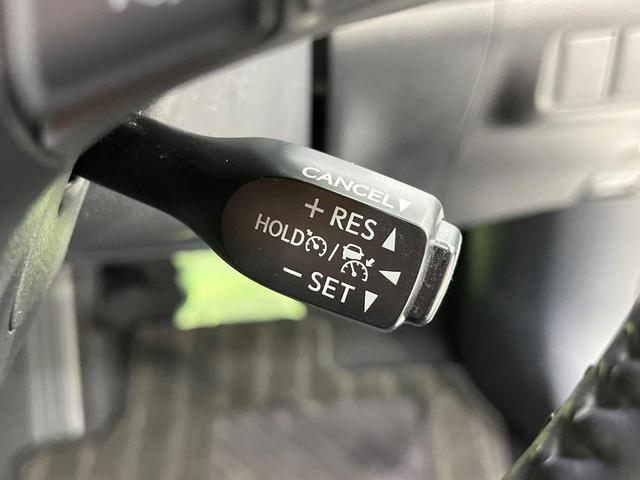 CANCEL▼
+ RES ▲
HOLD / ◀
− SET ▼